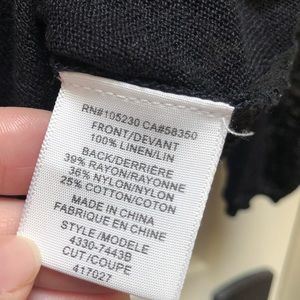 RN#105230 CA#58350
FRONT/DEVANT
100% LINEN/LIN
BACK/DERRIÈRE
39% RAYON/RAYONNE
36% NYLON/NYLON
25% COTTON/COTON
MADE IN CHINA
FABRIQUE EN CHINE
STYLE/MODELE
4330-7443B
CUT/COUPE
417027